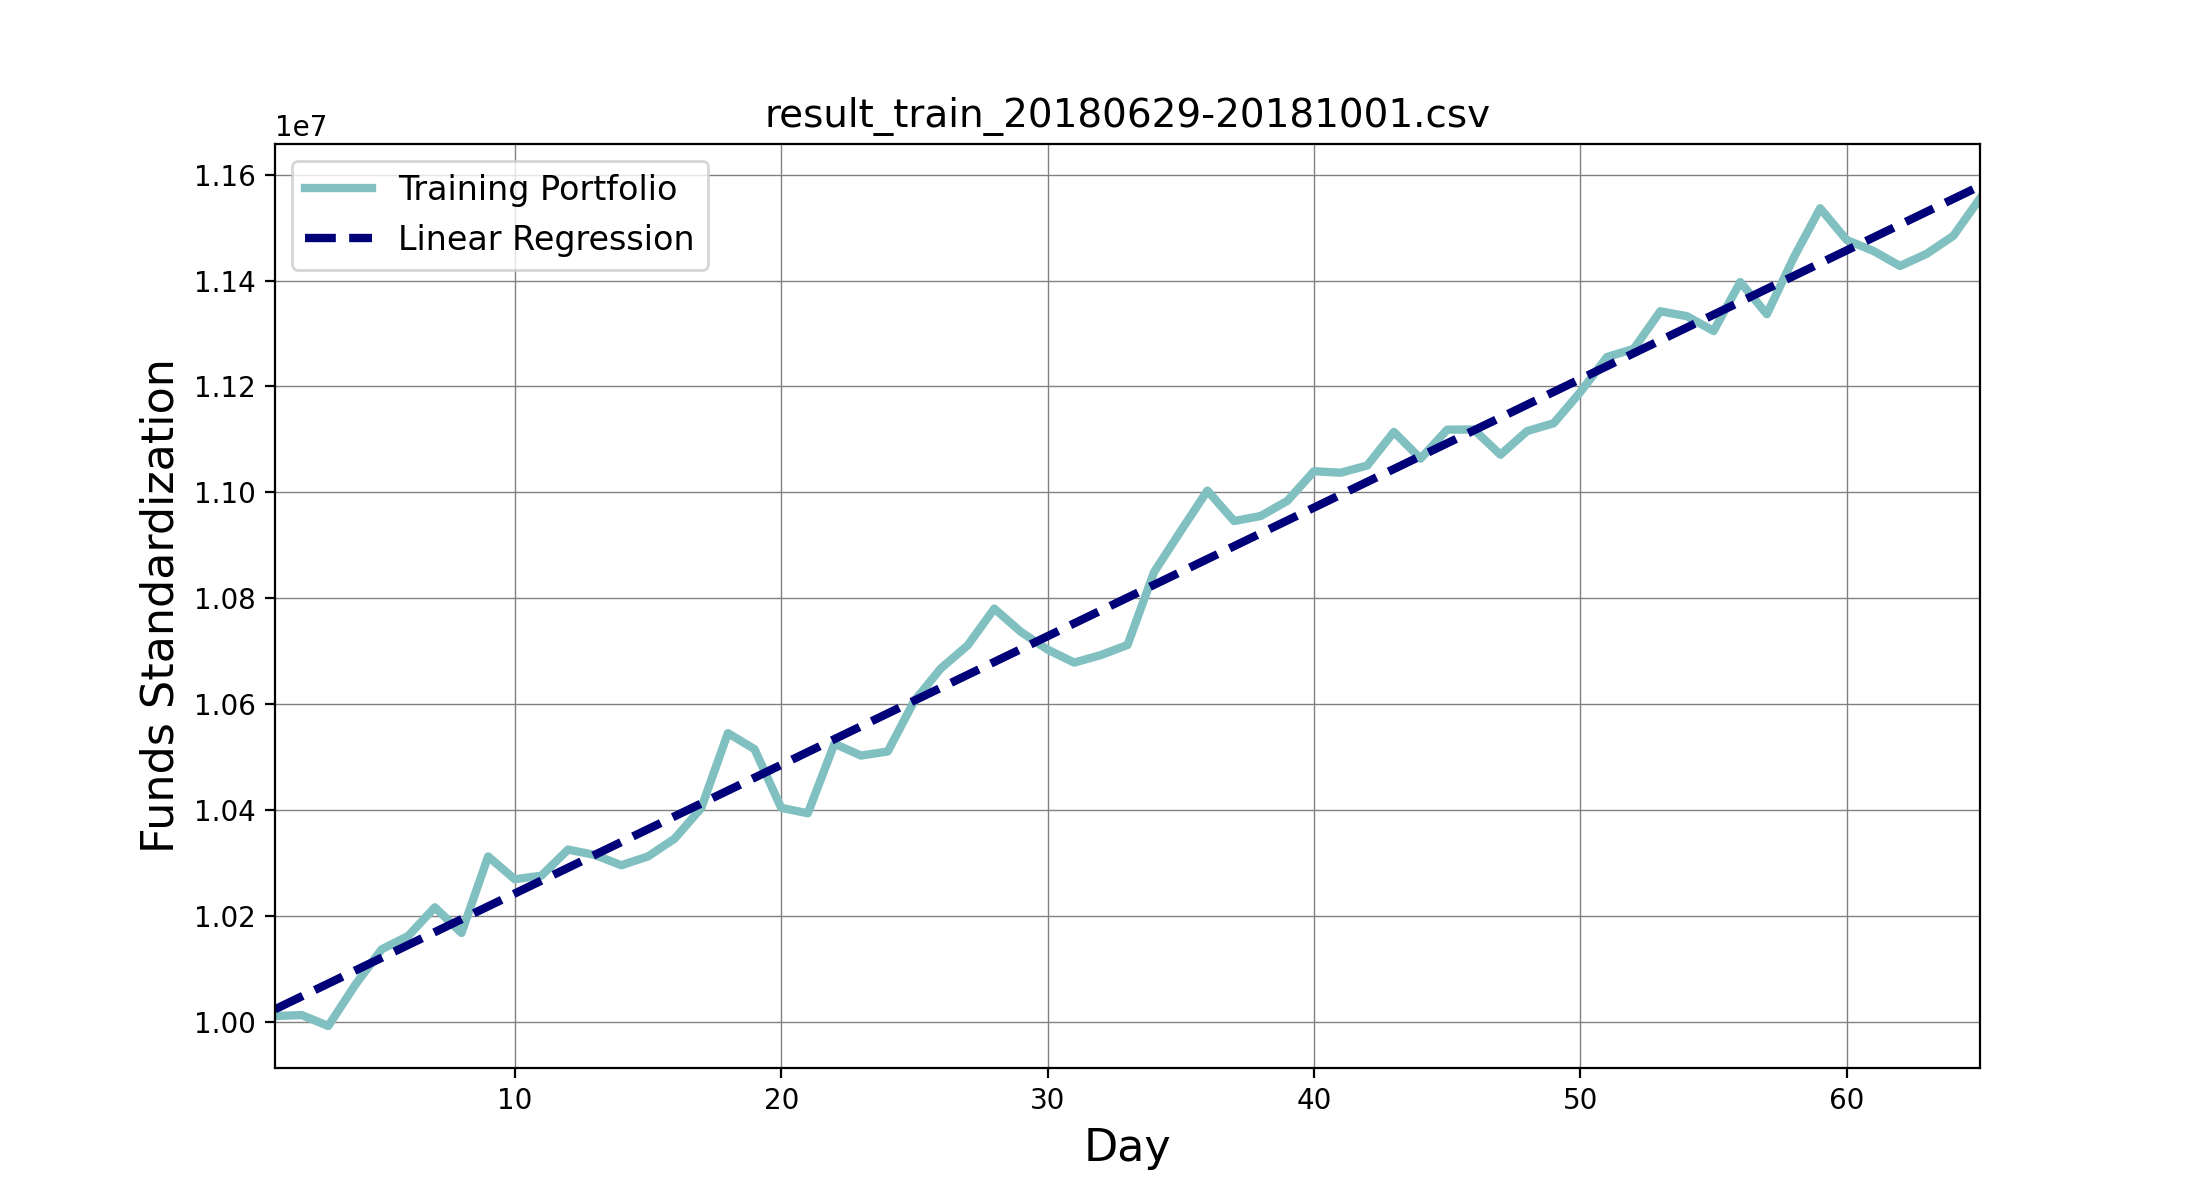 result_train_20180629-20181001.csv
1e7
Training Portfolio
Linear Regression
1.16
1.14
1.12
1.10
1.08
1.06
1.04
1.02
1.00
Funds Standardization
10 20 30 40 50 60
Day